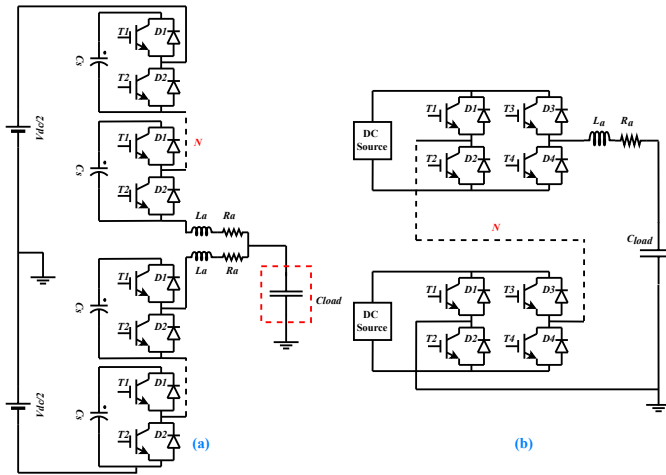 T1
D1
Cs
T2
D2
Vdc/2
N
T1
D1
Cs
T2
D2
La
Ra
La
Ra
T1
D1
Cs
T2
D2
Cload
Vdc/2
T1
D1
Cs
T2
D2
(a)
DC
Source
T1
D1
T3
D3
T2
D2
T4
D4
La
Ra
N
Cload
DC
Source
T1
D1
T3
D3
T2
D2
T4
D4
(b)